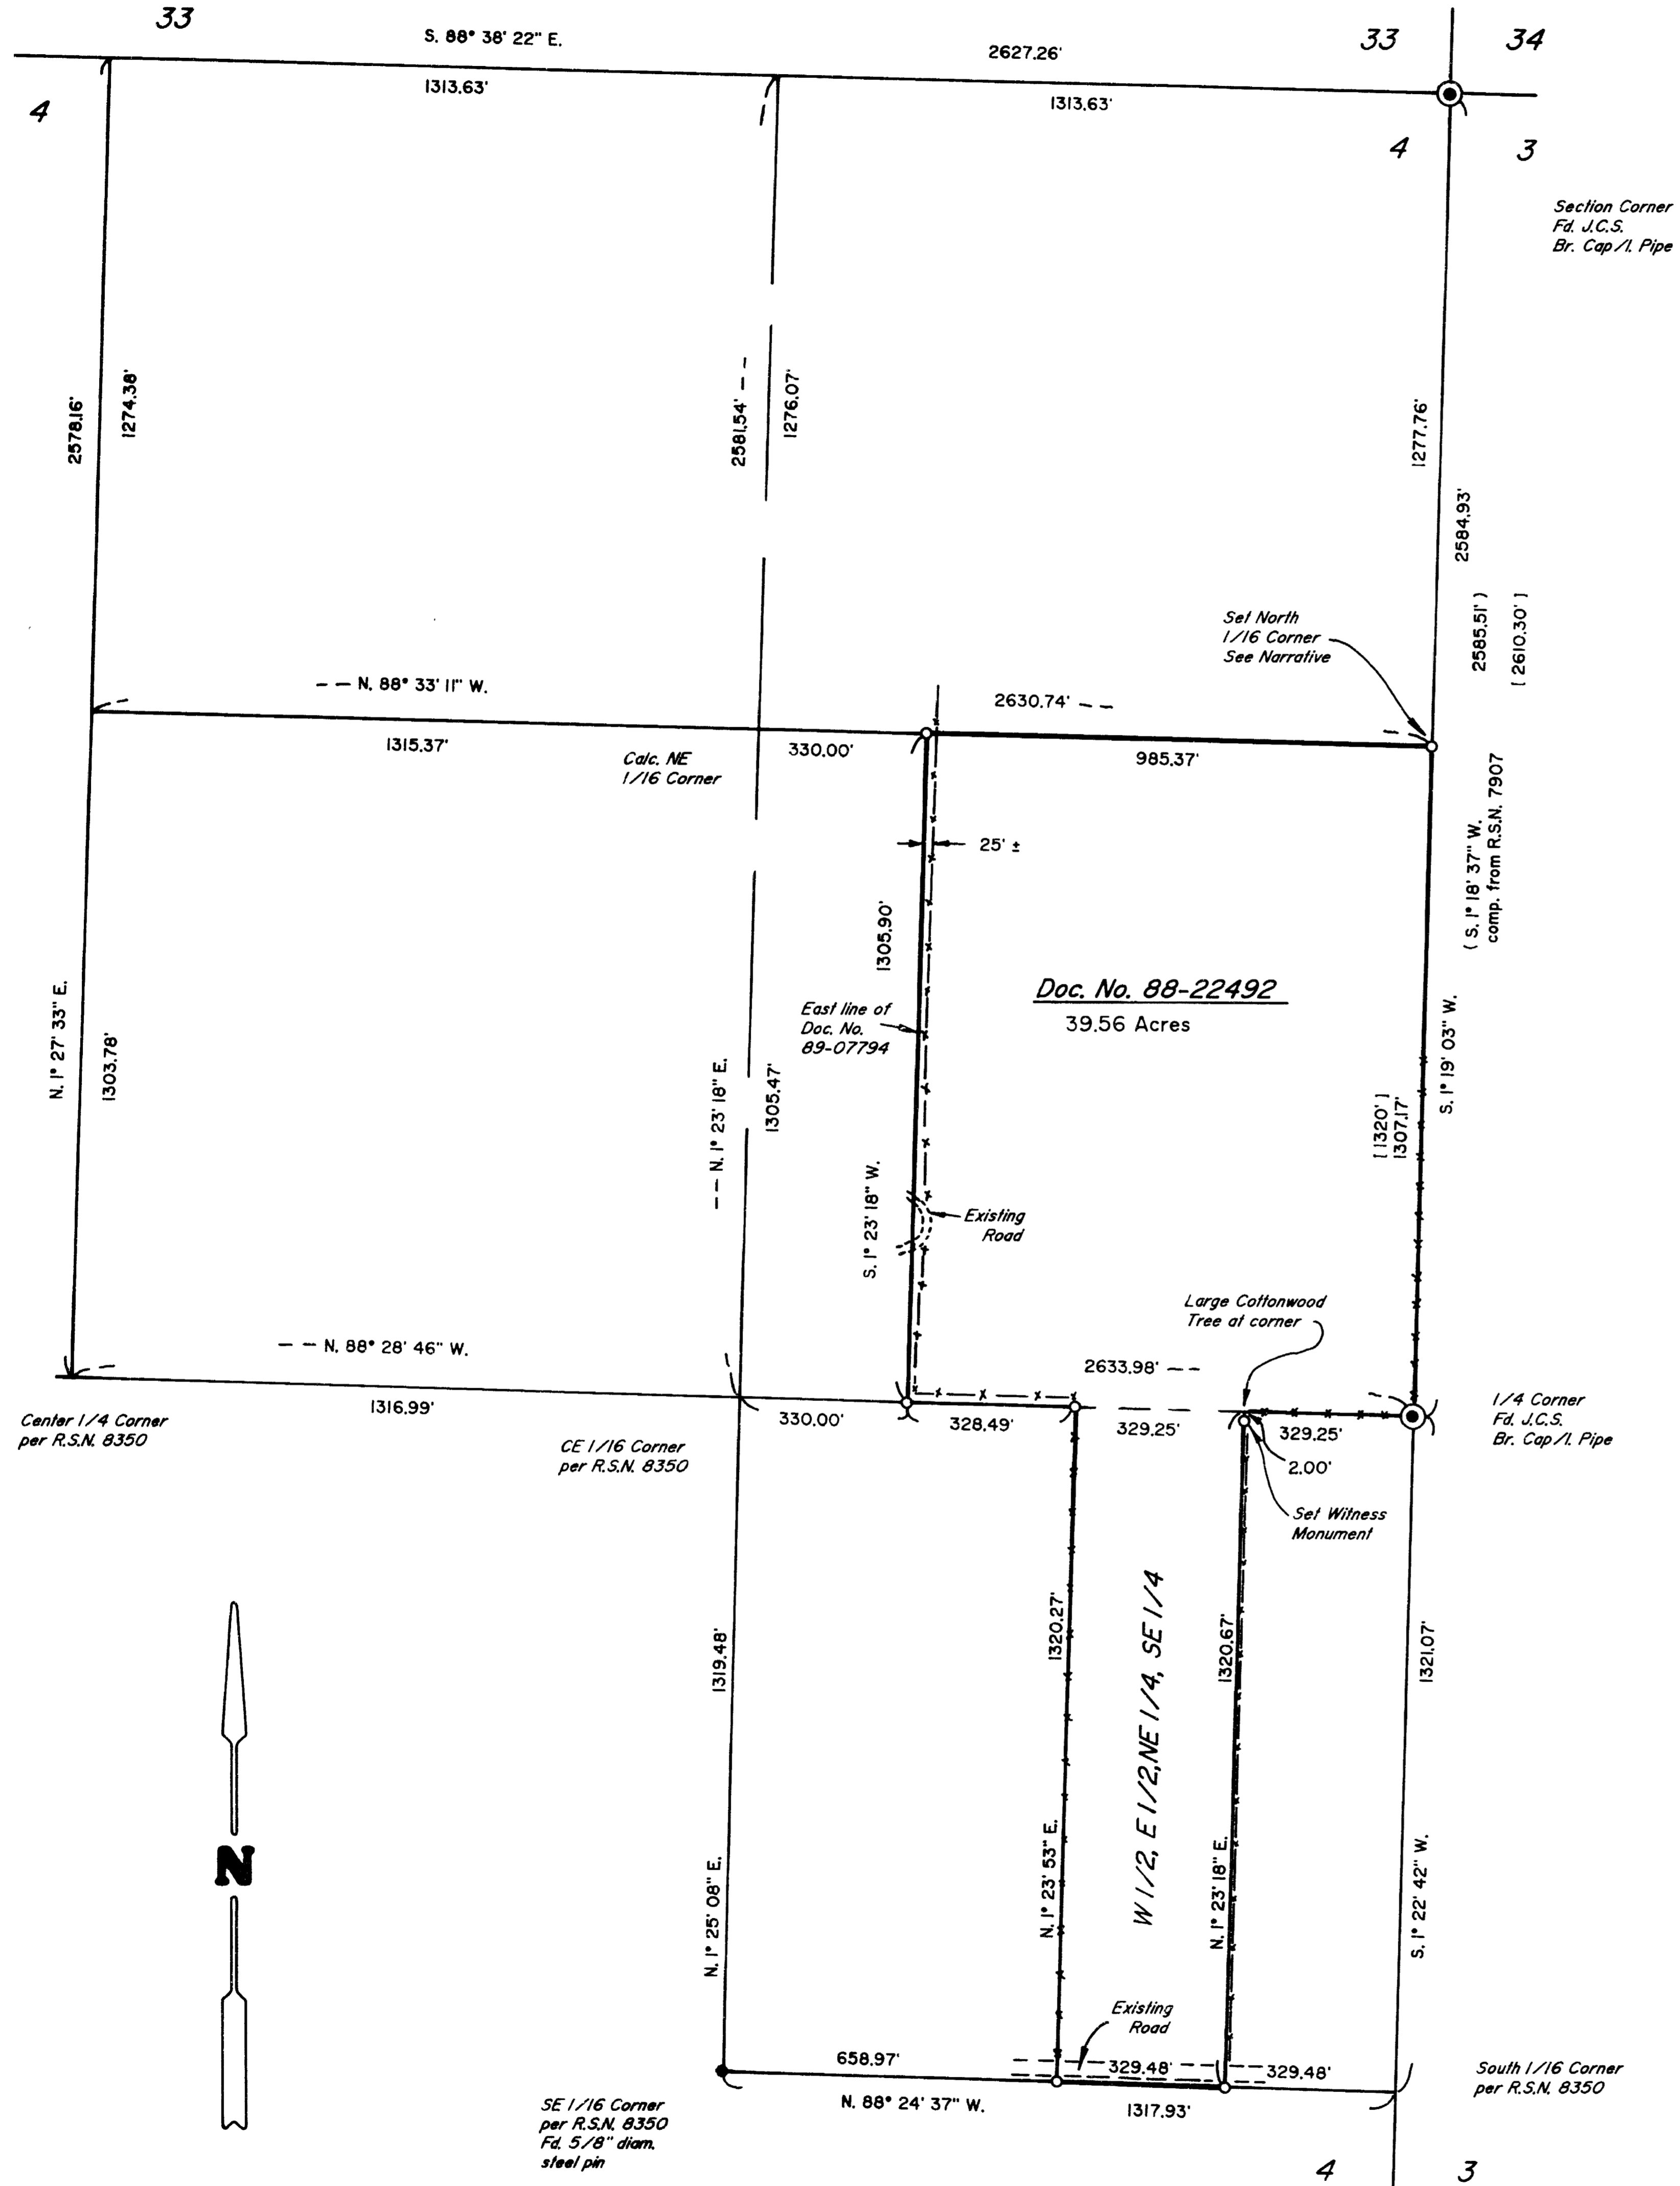 33
S. 88° 38' 22" E.
2627.26'
33
34
1313.63'
1313.63'
4
4
3
Section Corner
Fd. J.C.S.
Br. Cap/I. Pipe
2578.16'
1274.38'
2581.54' – –
1276.07'
1277.76'
2584.93'
2585.51' )
[ 2610.30' ]
Set North
1/16 Corner
See Narrative
– – N. 88° 33' 11" W.
2630.74' – –
1315.37'
330.00'
985.37'
Calc. NE
1/16 Corner
( S. 1° 18' 37" W.
comp. from R.S.N. 7907
25' ±
1305.90'
Doc. No. 88-22492
39.56 Acres
East line of
Doc. No.
89-07794
N. 1° 27' 33" E.
1303.78'
– – N. 1° 23' 18" E.
1305.47'
S. 1° 23' 18" W.
[ 1320' ]
1307.17'
S. 1° 19' 03" W.
Existing
Road
Large Cottonwood
Tree at corner
– – N. 88° 28' 46" W.
2633.98' – –
1316.99'
330.00'
328.49'
329.25'
329.25'
2.00'
Center 1/4 Corner
per R.S.N. 8350
CE 1/16 Corner
per R.S.N. 8350
1/4 Corner
Fd. J.C.S.
Br. Cap/I. Pipe
Set Witness
Monument
1319.48'
N. 1° 25' 08" E.
1320.27'
N. 1° 23' 53" E.
W 1/2, E 1/2, NE 1/4, SE 1/4
1320.67'
N. 1° 23' 18" E.
1321.07'
S. 1° 22' 42" W.
N
Existing
Road
658.97'
329.48'
329.48'
N. 88° 24' 37" W.
1317.93'
SE 1/16 Corner
per R.S.N. 8350
Fd. 5/8" diam.
steel pin
South 1/16 Corner
per R.S.N. 8350
4
3